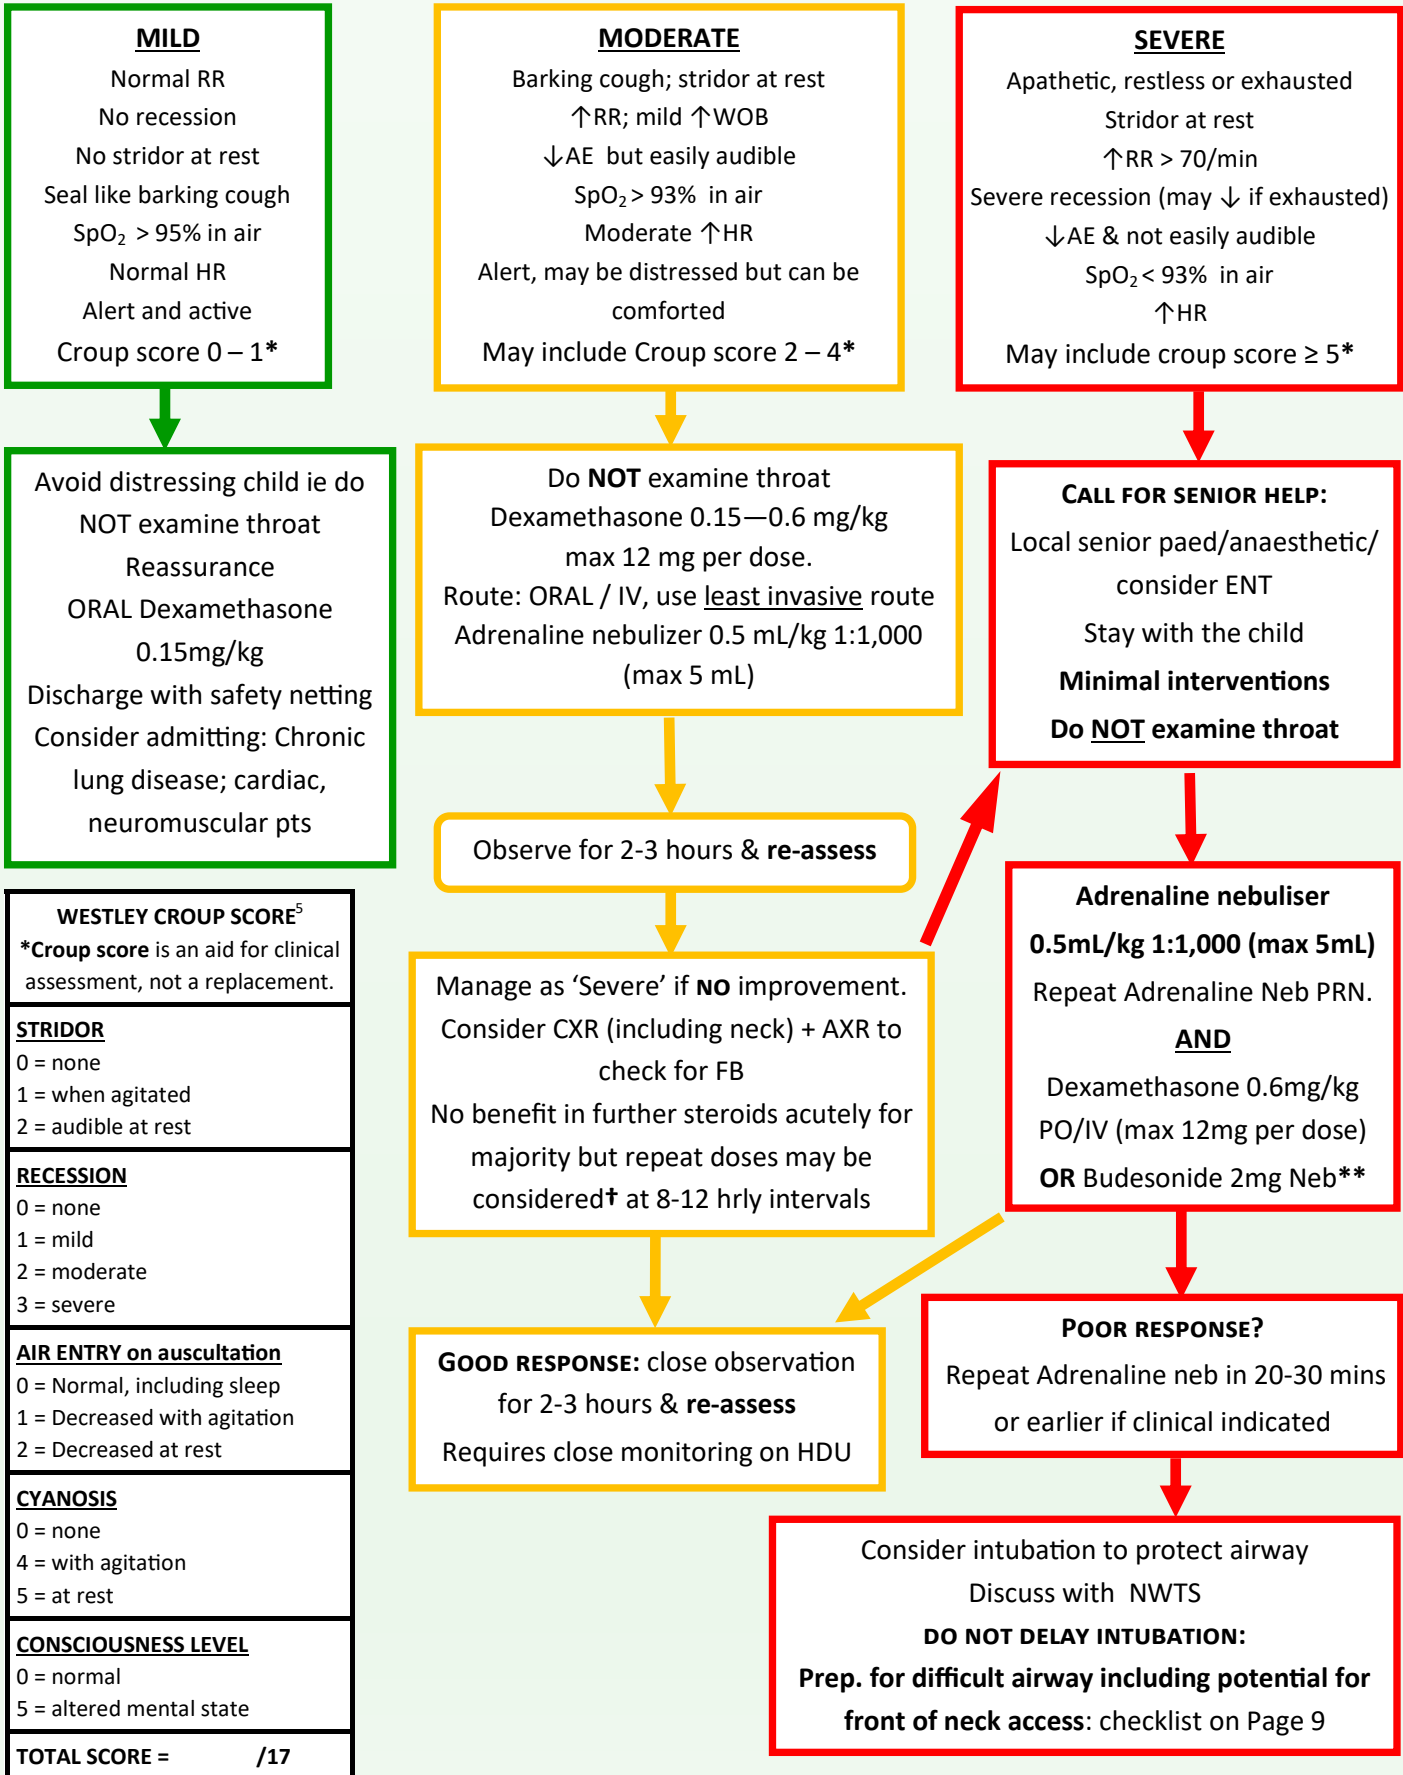 MILD
Normal RR
No recession
No stridor at rest
Seal like barking cough
SpO2 > 95% in air
Normal HR
Alert and active
Croup score 0 – 1*
MODERATE
Barking cough; stridor at rest
↑RR; mild ↑WOB
↓AE but easily audible
SpO2 > 93% in air
Moderate ↑HR
Alert, may be distressed but can be
comforted
May include Croup score 2 – 4*
SEVERE
Apathetic, restless or exhausted
Stridor at rest
↑RR > 70/min
Severe recession (may ↓ if exhausted)
↓AE & not easily audible
SpO2 < 93% in air
↑HR
May include croup score ≥ 5*
Avoid distressing child ie do
NOT examine throat
Reassurance
ORAL Dexamethasone
0.15mg/kg
Discharge with safety netting
Consider admitting: Chronic
lung disease; cardiac,
neuromuscular pts
Do NOT examine throat
Dexamethasone 0.15—0.6 mg/kg
max 12 mg per dose.
Route: ORAL / IV, use least invasive route
Adrenaline nebulizer 0.5 mL/kg 1:1,000
(max 5 mL)
CALL FOR SENIOR HELP:
Local senior paed/anaesthetic/
consider ENT
Stay with the child
Minimal interventions
Do NOT examine throat
Observe for 2-3 hours & re-assess
Manage as ‘Severe’ if NO improvement.
Consider CXR (including neck) + AXR to
check for FB
No benefit in further steroids acutely for
majority but repeat doses may be
considered† at 8-12 hrly intervals
Adrenaline nebuliser
0.5mL/kg 1:1,000 (max 5mL)
Repeat Adrenaline Neb PRN.
AND
Dexamethasone 0.6mg/kg
PO/IV (max 12mg per dose)
OR Budesonide 2mg Neb**
GOOD RESPONSE: close observation
for 2-3 hours & re-assess
Requires close monitoring on HDU
POOR RESPONSE?
Repeat Adrenaline neb in 20-30 mins
or earlier if clinical indicated
Consider intubation to protect airway
Discuss with NWTS
DO NOT DELAY INTUBATION:
Prep. for difficult airway including potential for
front of neck access: checklist on Page 9
WESTLEY CROUP SCORE5
*Croup score is an aid for clinical
assessment, not a replacement.
STRIDOR
0 = none
1 = when agitated
2 = audible at rest
RECESSION
0 = none
1 = mild
2 = moderate
3 = severe
AIR ENTRY on auscultation
0 = Normal, including sleep
1 = Decreased with agitation
2 = Decreased at rest
CYANOSIS
0 = none
4 = with agitation
5 = at rest
CONSCIOUSNESS LEVEL
0 = normal
5 = altered mental state
TOTAL SCORE = /17